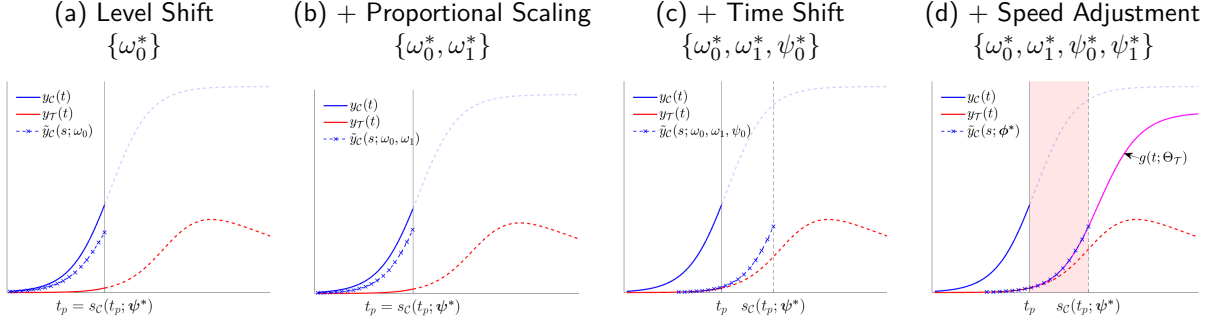 (a) Level Shift
{ω₀*}
y_C(t)
y_T(t)
ỹ_C(s; ω₀)
t_p = s_C(t_p; ψ*)
(b) + Proportional Scaling
{ω₀*, ω₁*}
y_C(t)
y_T(t)
ỹ_C(s; ω₀, ω₁)
t_p = s_C(t_p; ψ*)
(c) + Time Shift
{ω₀*, ω₁*, ψ₀*}
y_C(t)
y_T(t)
ỹ_C(s; ω₀, ω₁, ψ₀)
t_p s_C(t_p; ψ*)
(d) + Speed Adjustment
{ω₀*, ω₁*, ψ₀*, ψ₁*}
y_C(t)
y_T(t)
ỹ_C(s; ϕ*)
g(t; Θ_T)
t_p s_C(t_p; ψ*)